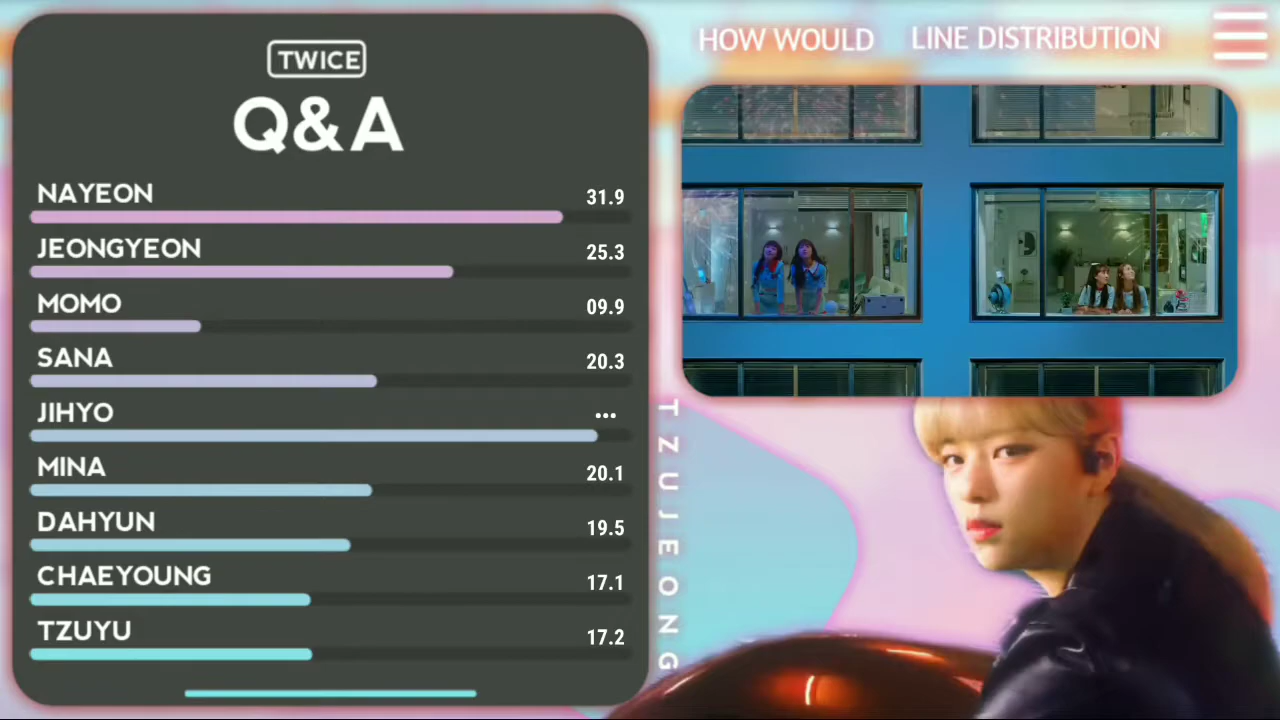 TWICE
Q&A
NAYEON 31.9
JEONGYEON 25.3
MOMO 09.9
SANA 20.3
JIHYO ...
MINA 20.1
DAHYUN 19.5
CHAEYOUNG 17.1
TZUYU 17.2
HOW WOULD LINE DISTRIBUTION
TZUJEONG